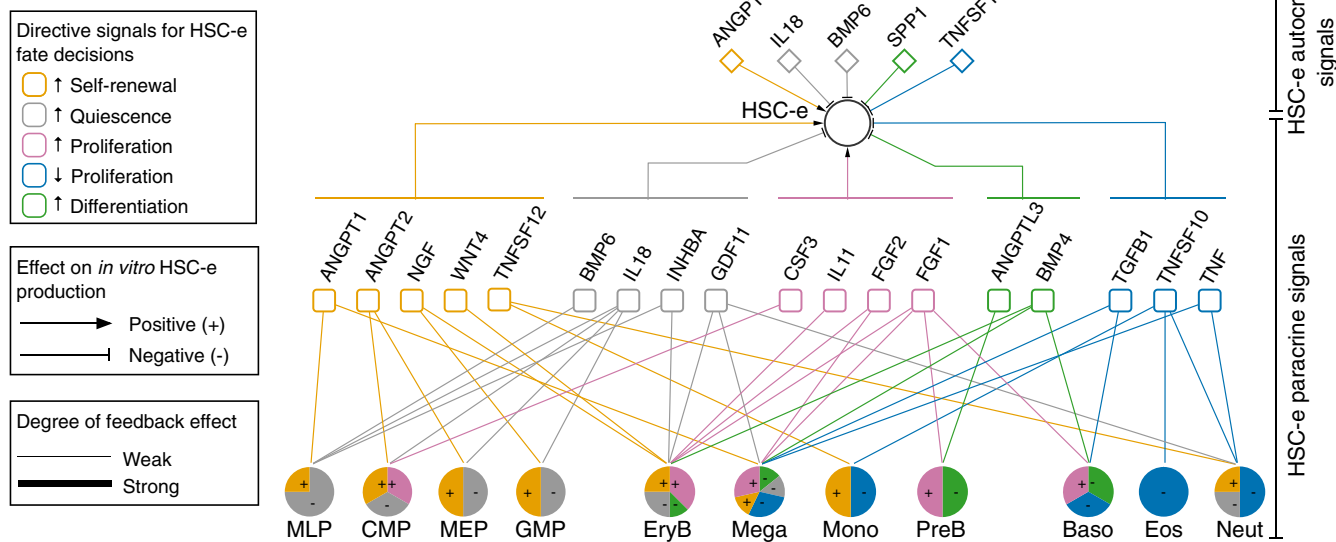 Directive signals for HSC-e
fate decisions
↑ Self-renewal
↑ Quiescence
↑ Proliferation
↓ Proliferation
↑ Differentiation
Effect on in vitro HSC-e
production
Positive (+)
Negative (-)
Degree of feedback effect
Weak
Strong
IL18
BMP6
SPP1
HSC-e
HSC-e autocr
signals
ANGPT1
ANGPT2
NGF
WNT4
TNFSF12
BMP6
IL18
INHBA
GDF11
CSF3
IL11
FGF2
FGF1
ANGPTL3
BMP4
TGFB1
TNFSF10
TNF
HSC-e paracrine signals
+ -
+ + -
+ -
+ -
+ + - -
+ - - - +
+ -
+ -
+ - -
-
+ - -
MLP
CMP
MEP
GMP
EryB
Mega
Mono
PreB
Baso
Eos
Neut